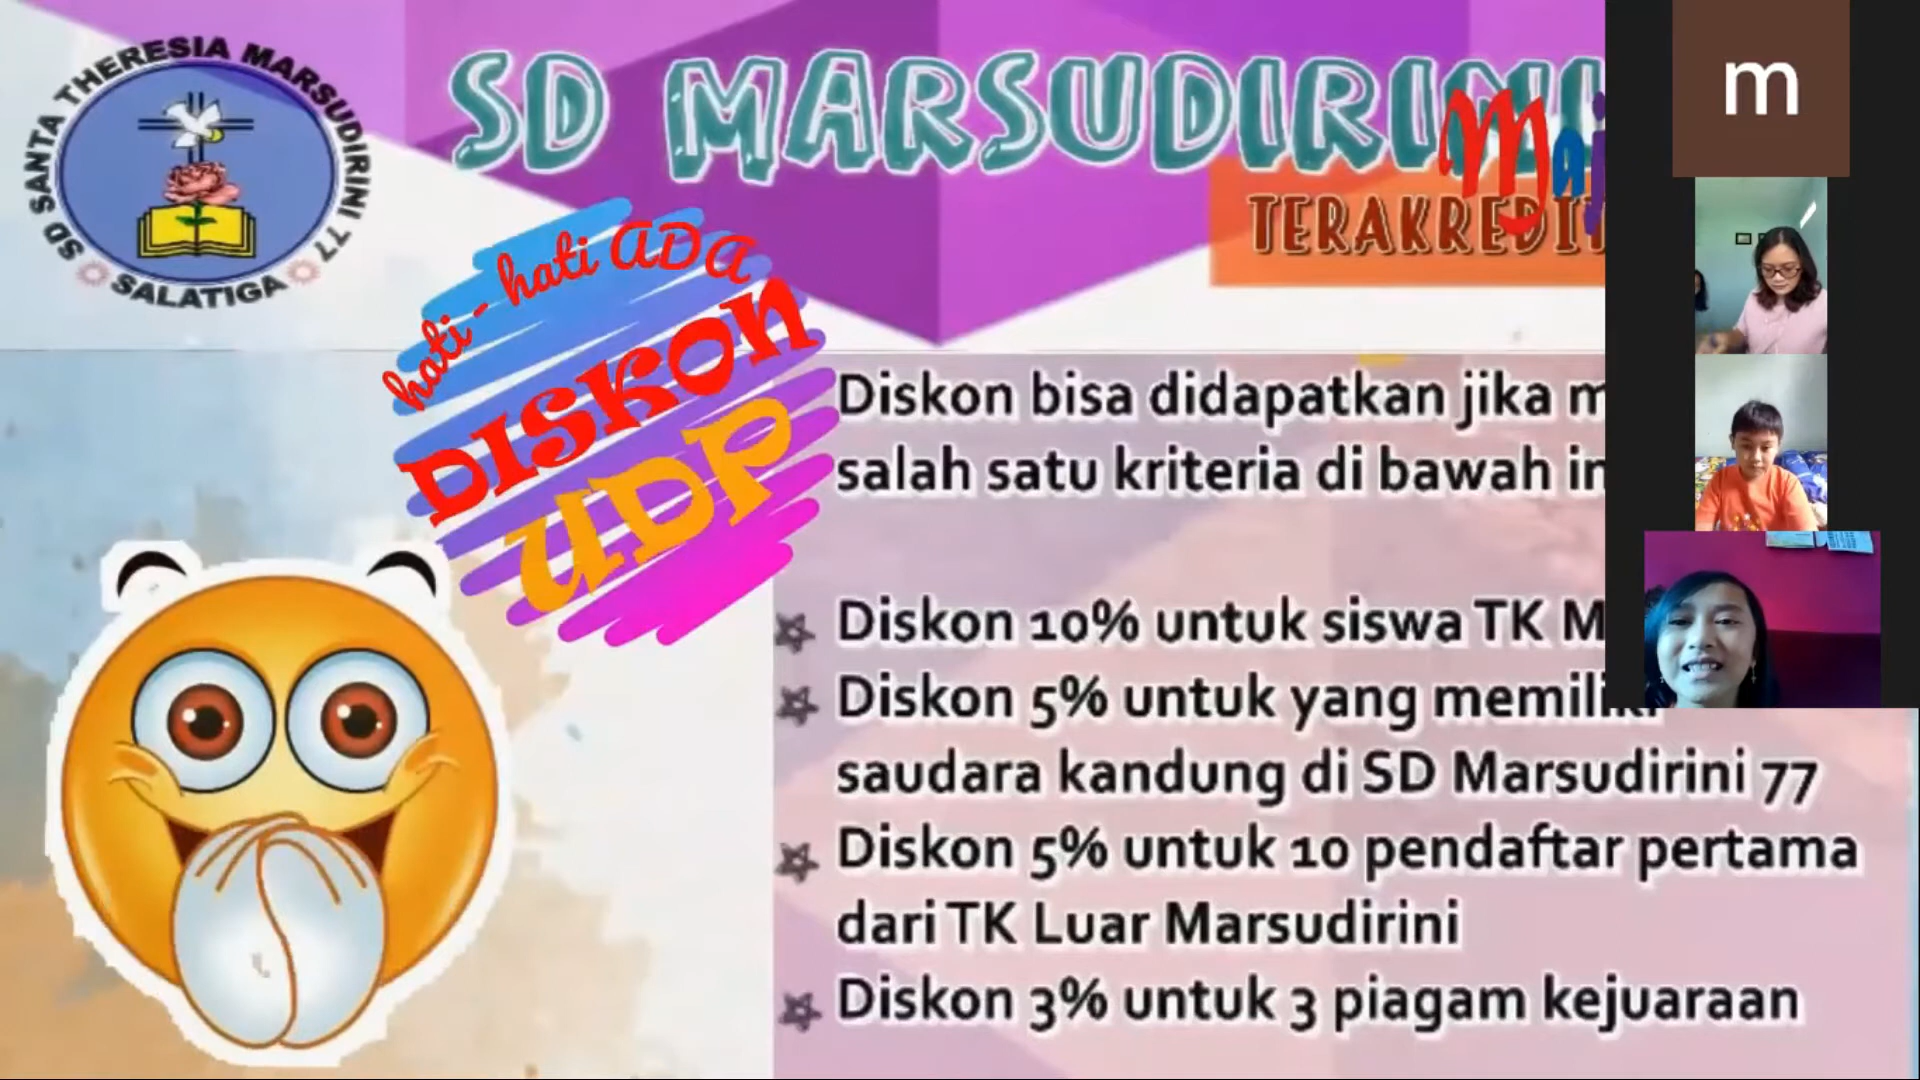 SD SANTA THERESIA MARSUDIRINI 77
SALATIGA
SD MARSUDIRINI
hati - hati ADA
DISKON
UDP
Diskon bisa didapatkan jika
salah satu kriteria di bawah
Diskon 10% untuk siswa TK
Diskon 5% untuk yang memiliki
saudara kandung di SD Marsudirini 77
Diskon 5% untuk 10 pendaftar pertama
dari TK Luar Marsudirini
Diskon 3% untuk 3 piagam kejuaraan
m